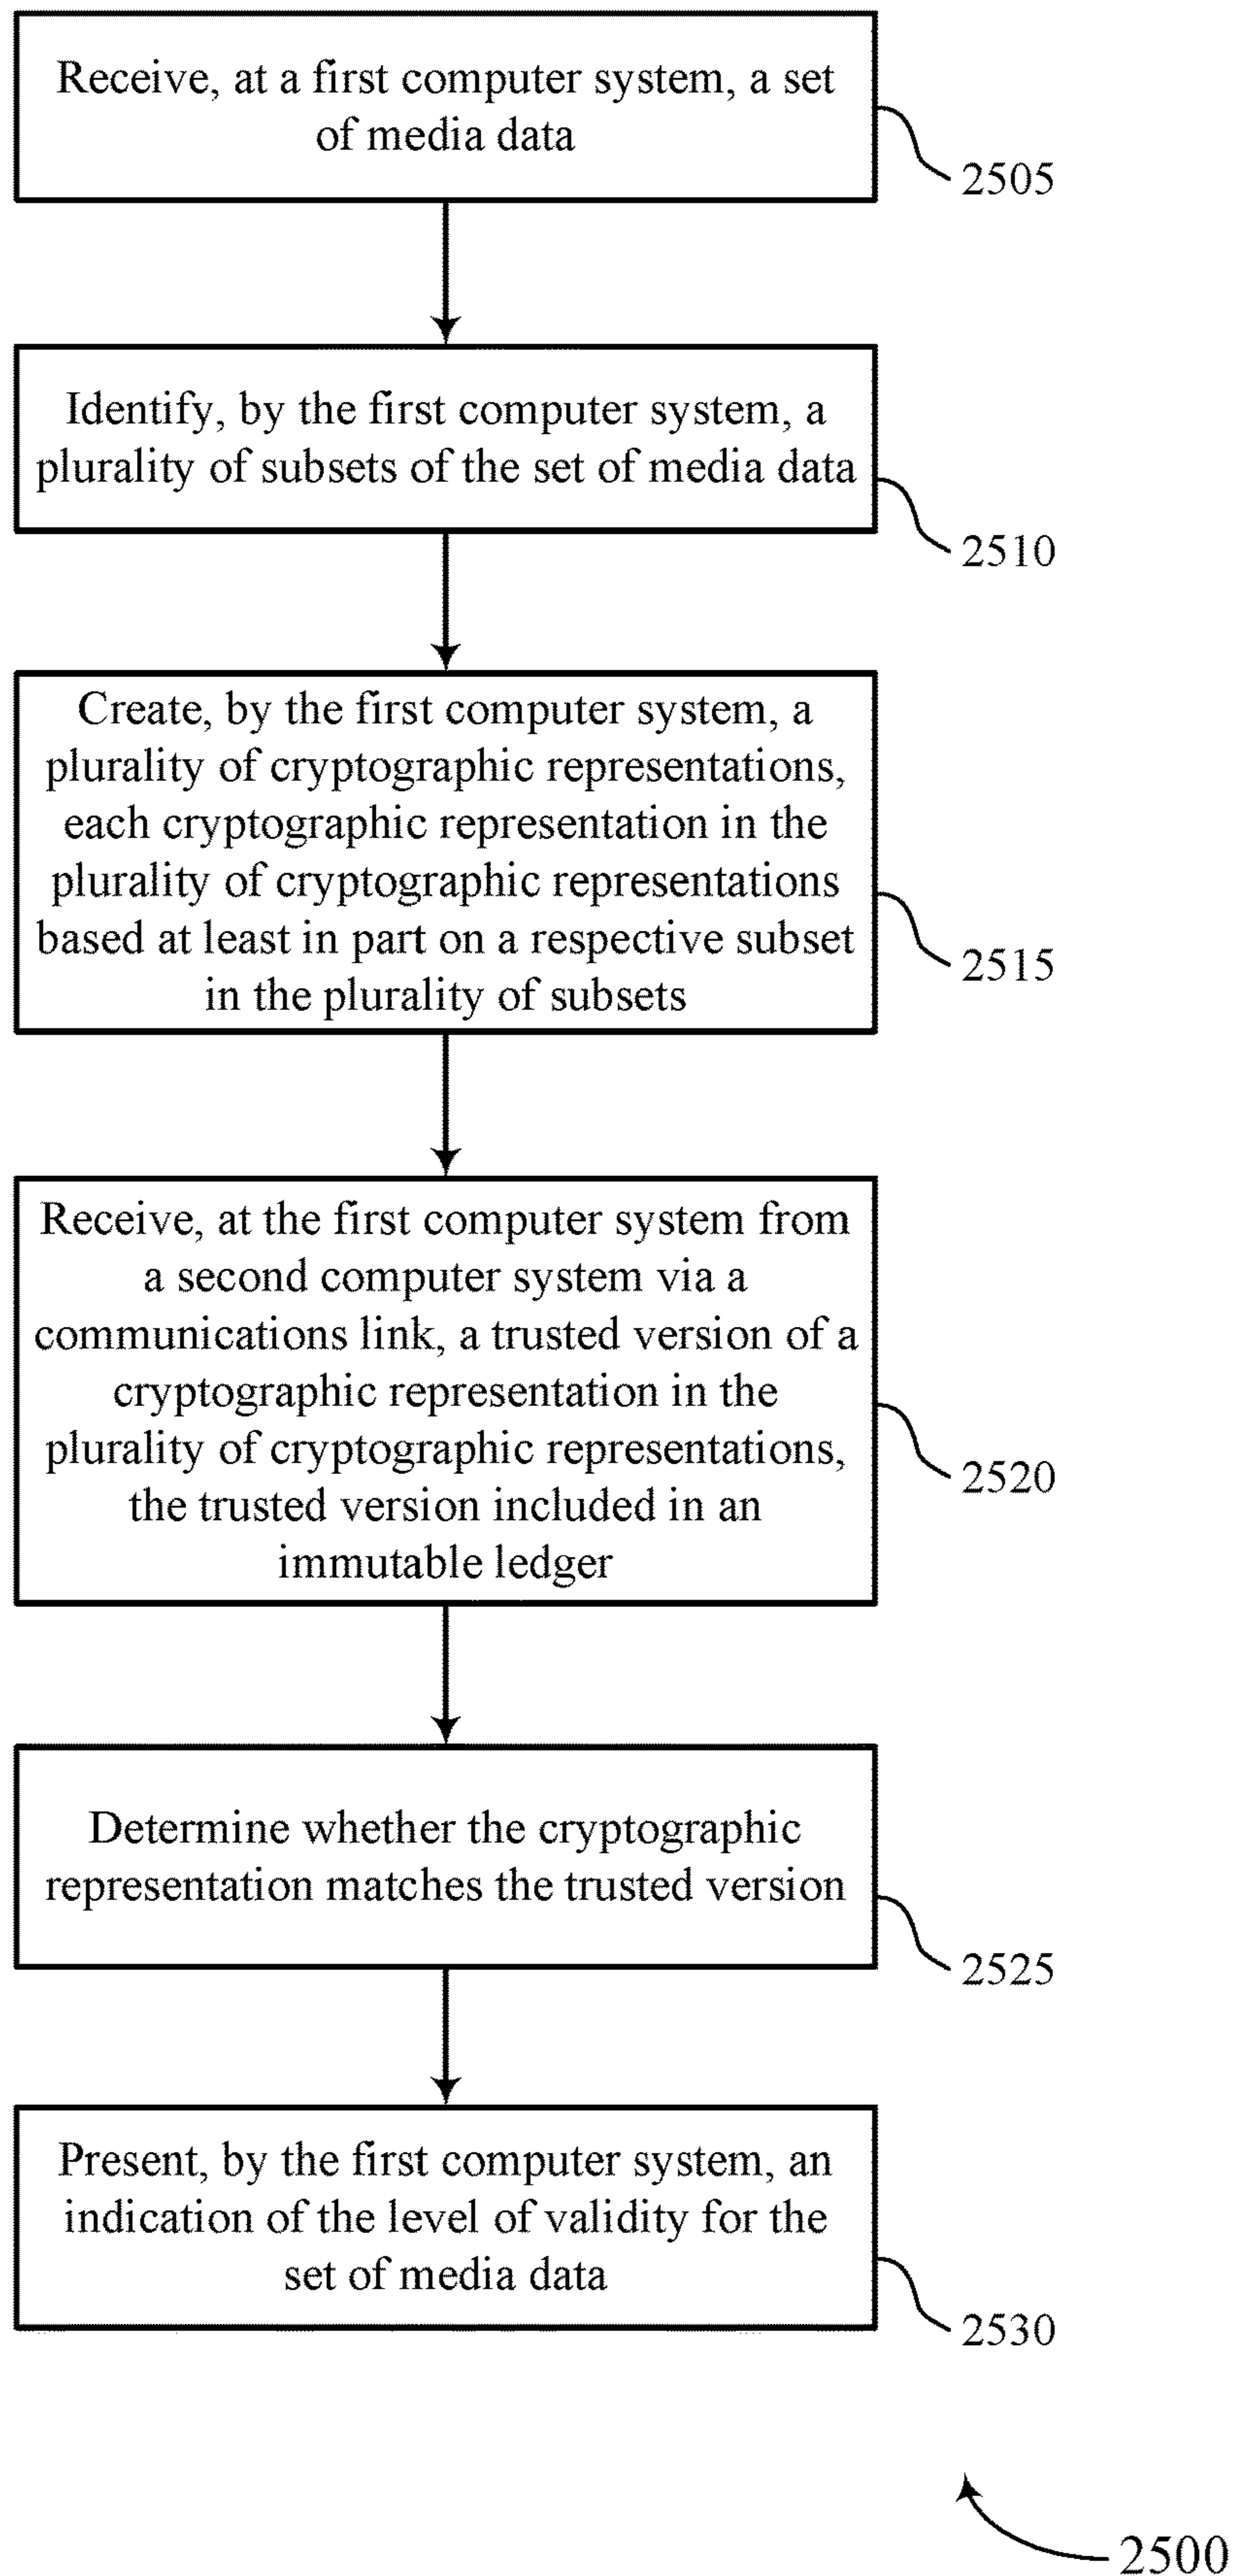 Receive, at a first computer system, a set
of media data
2505
Identify, by the first computer system, a
plurality of subsets of the set of media data
2510
Create, by the first computer system, a
plurality of cryptographic representations,
each cryptographic representation in the
plurality of cryptographic representations
based at least in part on a respective subset
in the plurality of subsets
2515
Receive, at the first computer system from
a second computer system via a
communications link, a trusted version of a
cryptographic representation in the
plurality of cryptographic representations,
the trusted version included in an
immutable ledger
2520
Determine whether the cryptographic
representation matches the trusted version
2525
Present, by the first computer system, an
indication of the level of validity for the
set of media data
2530
2500